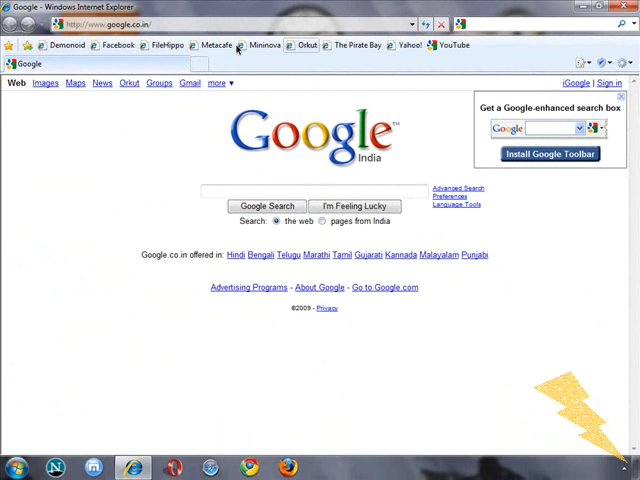 Google - Windows Internet Explorer
http://www.google.co.in/
Demonoid Facebook FileHippo Metacafe Mininova Orkut The Pirate Bay Yahoo! YouTube
Google
Web Images Maps News Orkut Groups Gmail more ▼
iGoogle | Sign in
Get a Google-enhanced search box
Google
Install Google Toolbar
Google™
India
Advanced Search
Preferences
Language Tools
Google Search I'm Feeling Lucky
Search: the web pages from India
Google.co.in offered in: Hindi Bengali Telugu Marathi Tamil Gujarati Kannada Malayalam Punjabi
Advertising Programs - About Google - Go to Google.com
©2009 - Privacy